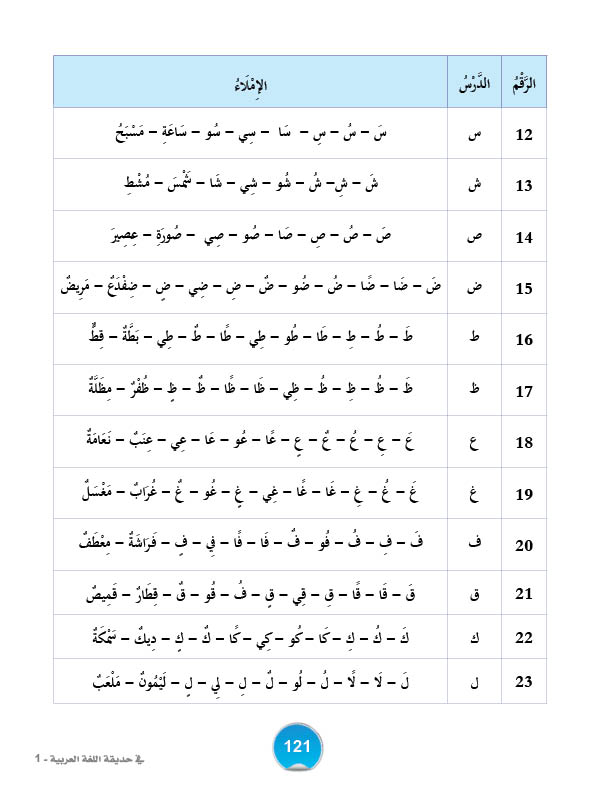 الرَّقْمُ الدَّرْسُ الإِمْلَاءُ
12 س سَ – سُ – سِ – سَا – سِي – سُو – سَاعَةِ – مَسْبَحُ
13 ش شَ – شِ– شُ – شُو – شِي – شَا – شَمْسَ – مُشْطِ
14 ص صَ – صُ – صِ – صَا – صُو – صِي – صُورَةِ – عِصِيرَ
15 ض ضَ – ضَا – ضًا – ضُ – ضُو – ضٌ – ضِ – ضِي – ضٍ – ضِفْدَعٌ – مَرِيضٌ
16 ط طَ – طُ – طِ – طَا – طُو – طِي – طًا – طٌ – طِي – بَطَّةٌ – قِطٌّ
17 ظ ظَ – ظُ – ظِ – ظُ – ظِي – ظَا – ظًا – ظٌ – ظٍ – ظُفْرٌ – مِظَلَّةٌ
18 ع عَ – عِ – عُ – عٌ – عٍ – عًا – عُو – عَا – عِي – عِنَبٌ – نَعَامَةٌ
19 غ غَ – غُ – غِ – غَا – غًا – غِي – غٍ – غُو – غٌ – غُرَابٌ – مَغْسَلٌ
20 ف فَ – فِ – فُ – فُو – فٌ – فَا – فًا – فِي – فٍ – فَرَاشَةٌ – مِعْطَفٌ
21 ق قَ – قَا – قًا – قِ – قِي – قٍ – فُ – قُو – قٌ – قِطَارٌ – قَمِيصٌ
22 ك كَ – كُ – كِ – كَا – كُو – كِي – كًا – كٌ – كٍ – دِيكٌ – سَمْكَةٌ
23 ل لَ – لَا – لًا – لُ – لُو – لٌ – لِ – لِي – لٍ – لَيْمُونٌ – مَلْعَبٌ
121
في حديقة اللغة العربية - 1